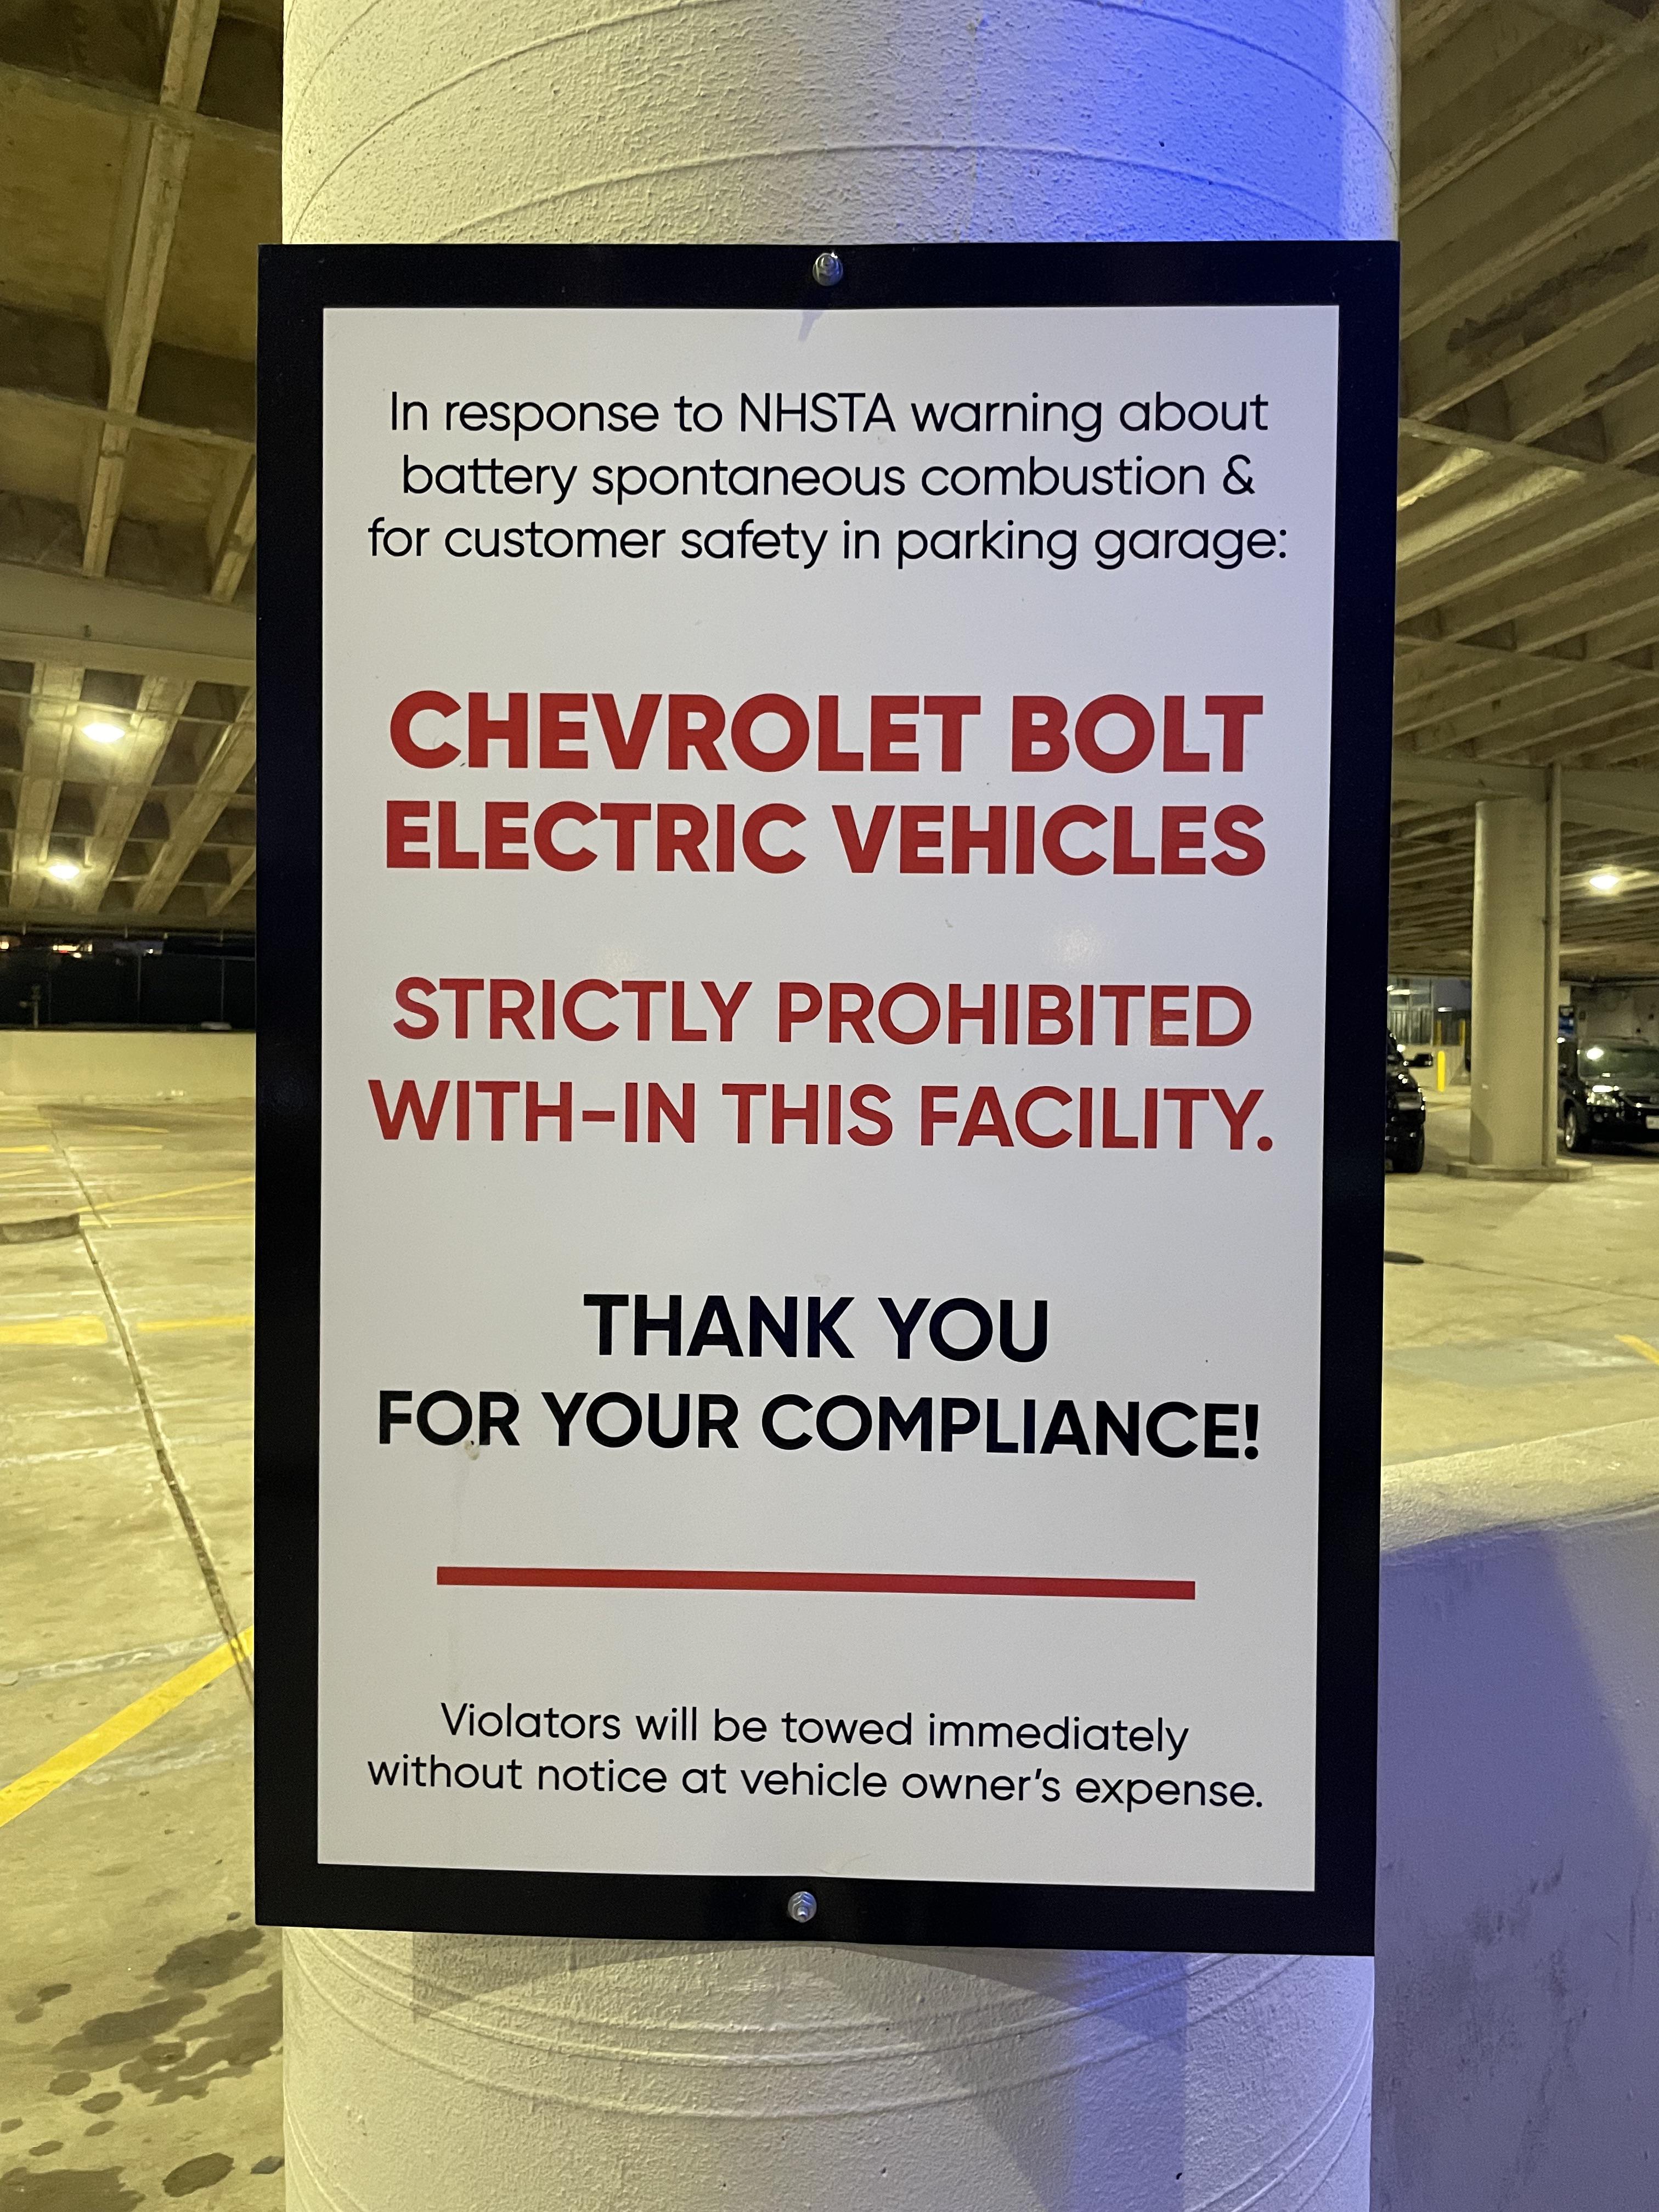 In response to NHSTA warning about
battery spontaneous combustion &
for customer safety in parking garage:
CHEVROLET BOLT
ELECTRIC VEHICLES
STRICTLY PROHIBITED
WITH-IN THIS FACILITY.
THANK YOU
FOR YOUR COMPLIANCE!
Violators will be towed immediately
without notice at vehicle owner's expense.